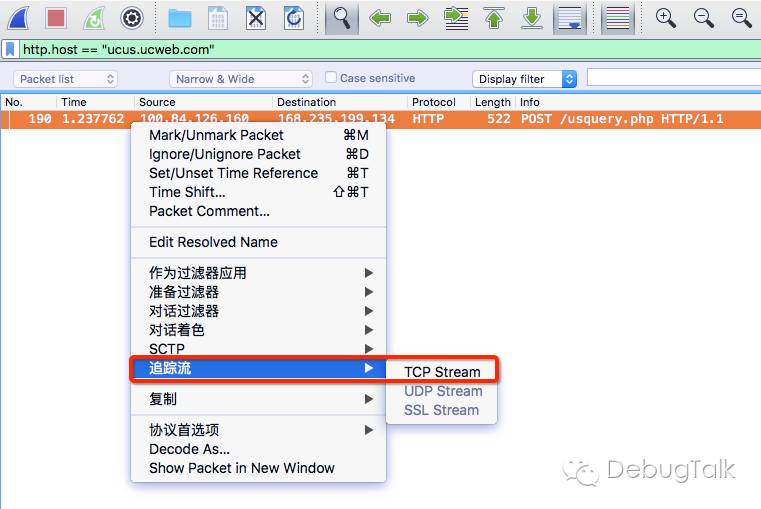 http.host == "ucus.ucweb.com"
Packet list Narrow & Wide Case sensitive Display filter
No. Time Source Destination Protocol Length Info
190 1.237762 100.84.126.160 168.235.199.134 HTTP 522 POST /usquery.php HTTP/1.1
Mark/Unmark Packet ⌘M
Ignore/Unignore Packet ⌘D
Set/Unset Time Reference ⌘T
Time Shift... ⇧⌘T
Packet Comment...
Edit Resolved Name
作为过滤器应用
准备过滤器
对话过滤器
对话着色
SCTP
追踪流
TCP Stream
UDP Stream
SSL Stream
复制
协议首选项
Decode As...
Show Packet in New Window
DebugTalk